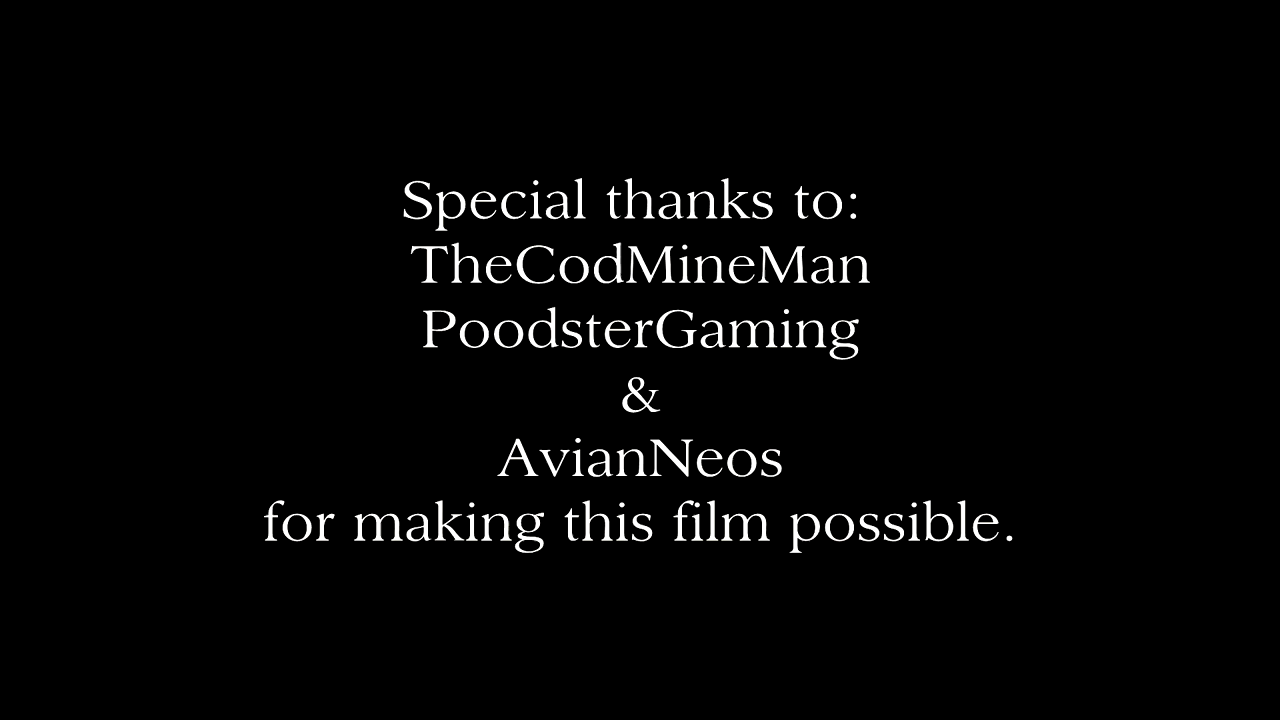 Special thanks to:
TheCodMineMan
PoodsterGaming
&
AvianNeos
for making this film possible.